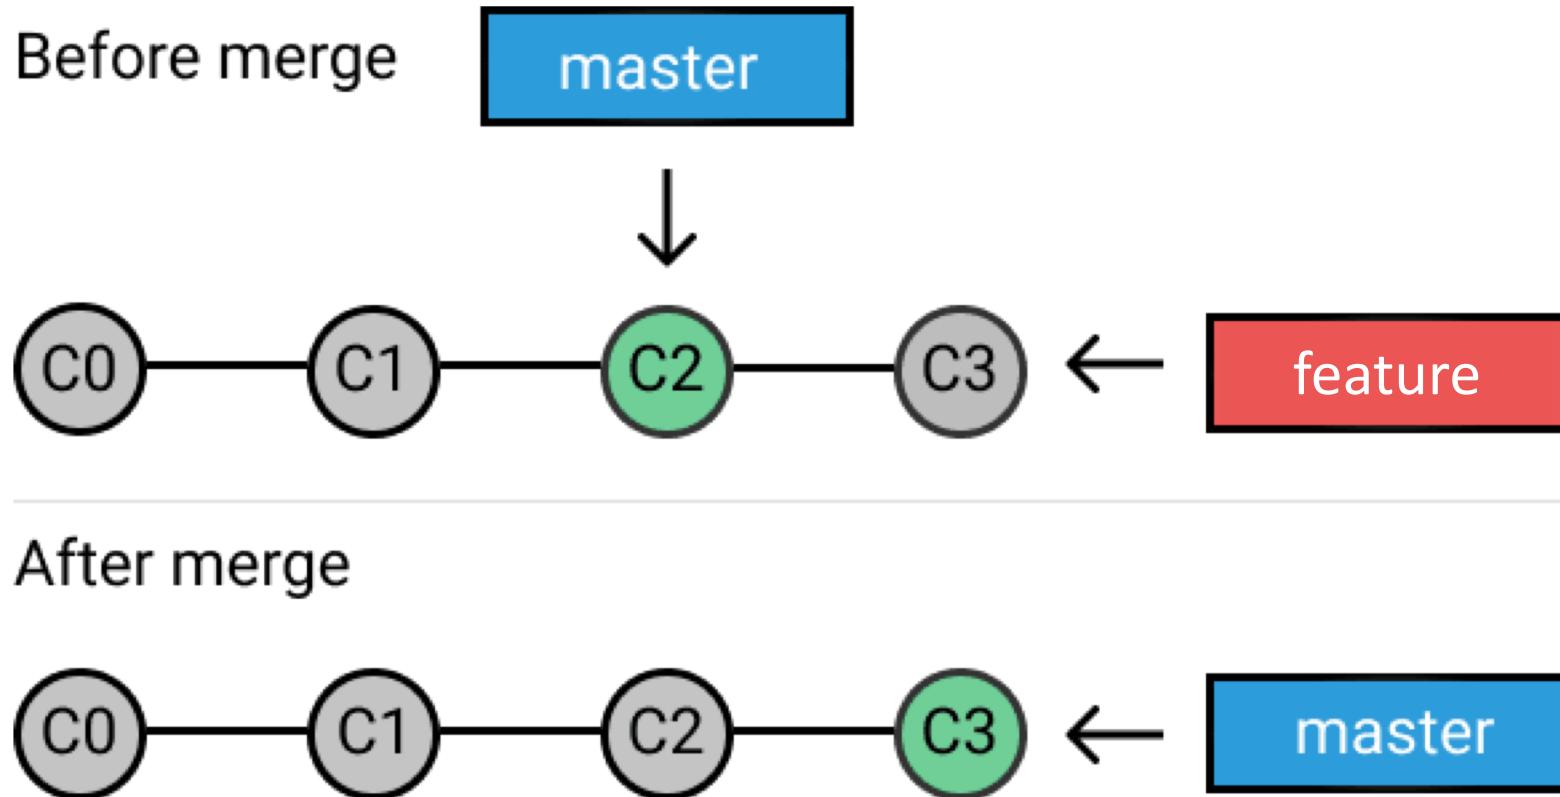 Before merge
master
C0
C1
C2
C3
feature
After merge
C0
C1
C2
C3
master